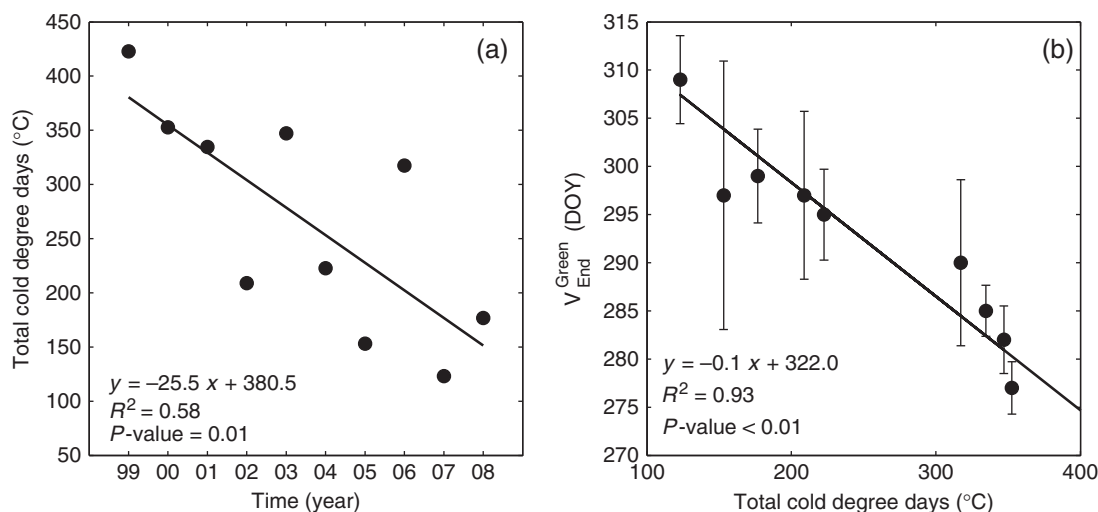 (a)
450
400
350
300
250
200
150
100
50
Total cold degree days (°C)
y = –25.5 x + 380.5
R² = 0.58
P-value = 0.01
99 00 01 02 03 04 05 06 07 08
Time (year)
(b)
315
310
305
300
295
290
285
280
275
270
V Green End (DOY)
y = –0.1 x + 322.0
R² = 0.93
P-value < 0.01
100 200 300 400
Total cold degree days (°C)